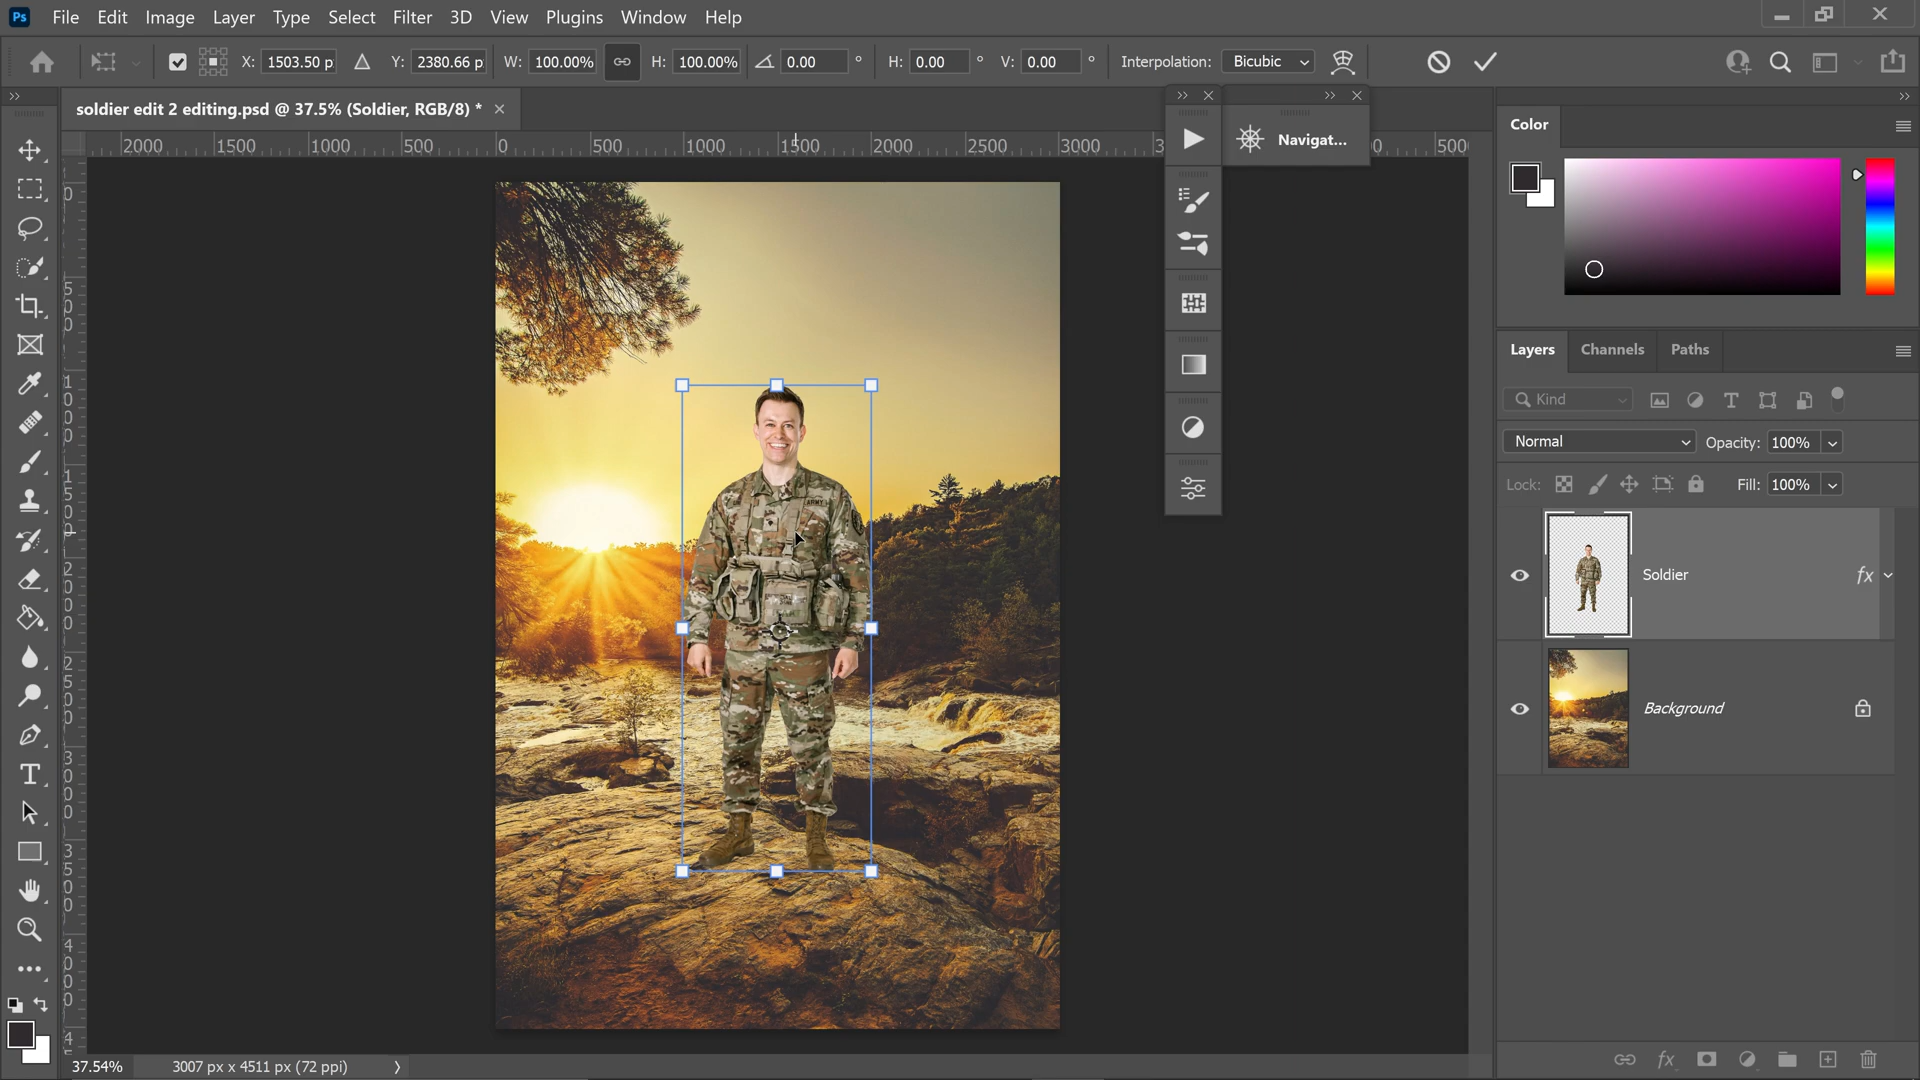 Ps File Edit Image Layer Type Select Filter 3D View Plugins Window Help
X: 1503.50 p Y: 2380.66 p W: 100.00% H: 100.00% 0.00 ° H: 0.00 ° V: 0.00 ° Interpolation: Bicubic
soldier edit 2 editing.psd @ 37.5% (Soldier, RGB/8) *
2000 1500 1000 500 0 500 1000 1500 2000 2500 3000
Navigat...
Color
Layers Channels Paths
Kind
Normal Opacity: 100%
Lock: Fill: 100%
ARMY
Soldier fx
Background
fx
37.54% 3007 px x 4511 px (72 ppi)